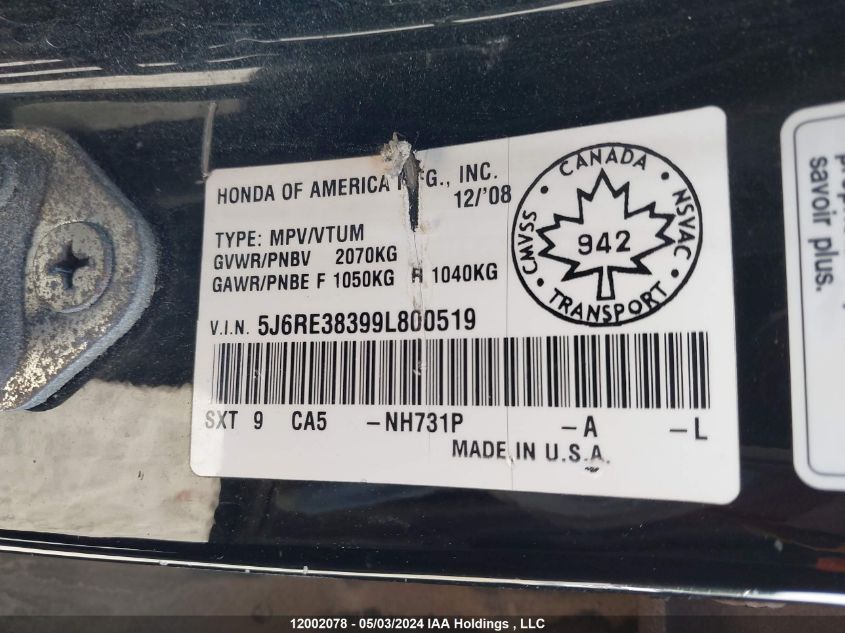 HONDA OF AMERICA MFG., INC.
12/'08
TYPE: MPV/VTUM
GVWR/PNBV 2070KG
GAWR/PNBE F 1050KG R 1040KG
V.I.N. 5J6RE38399L800519
SXT 9 CA5 -NH731P -A -L
MADE IN U.S.A.
CANADA
CMVSS
942
NSVAC
TRANSPORT
savoir plus.
12002078 - 05/03/2024 IAA Holdings , LLC